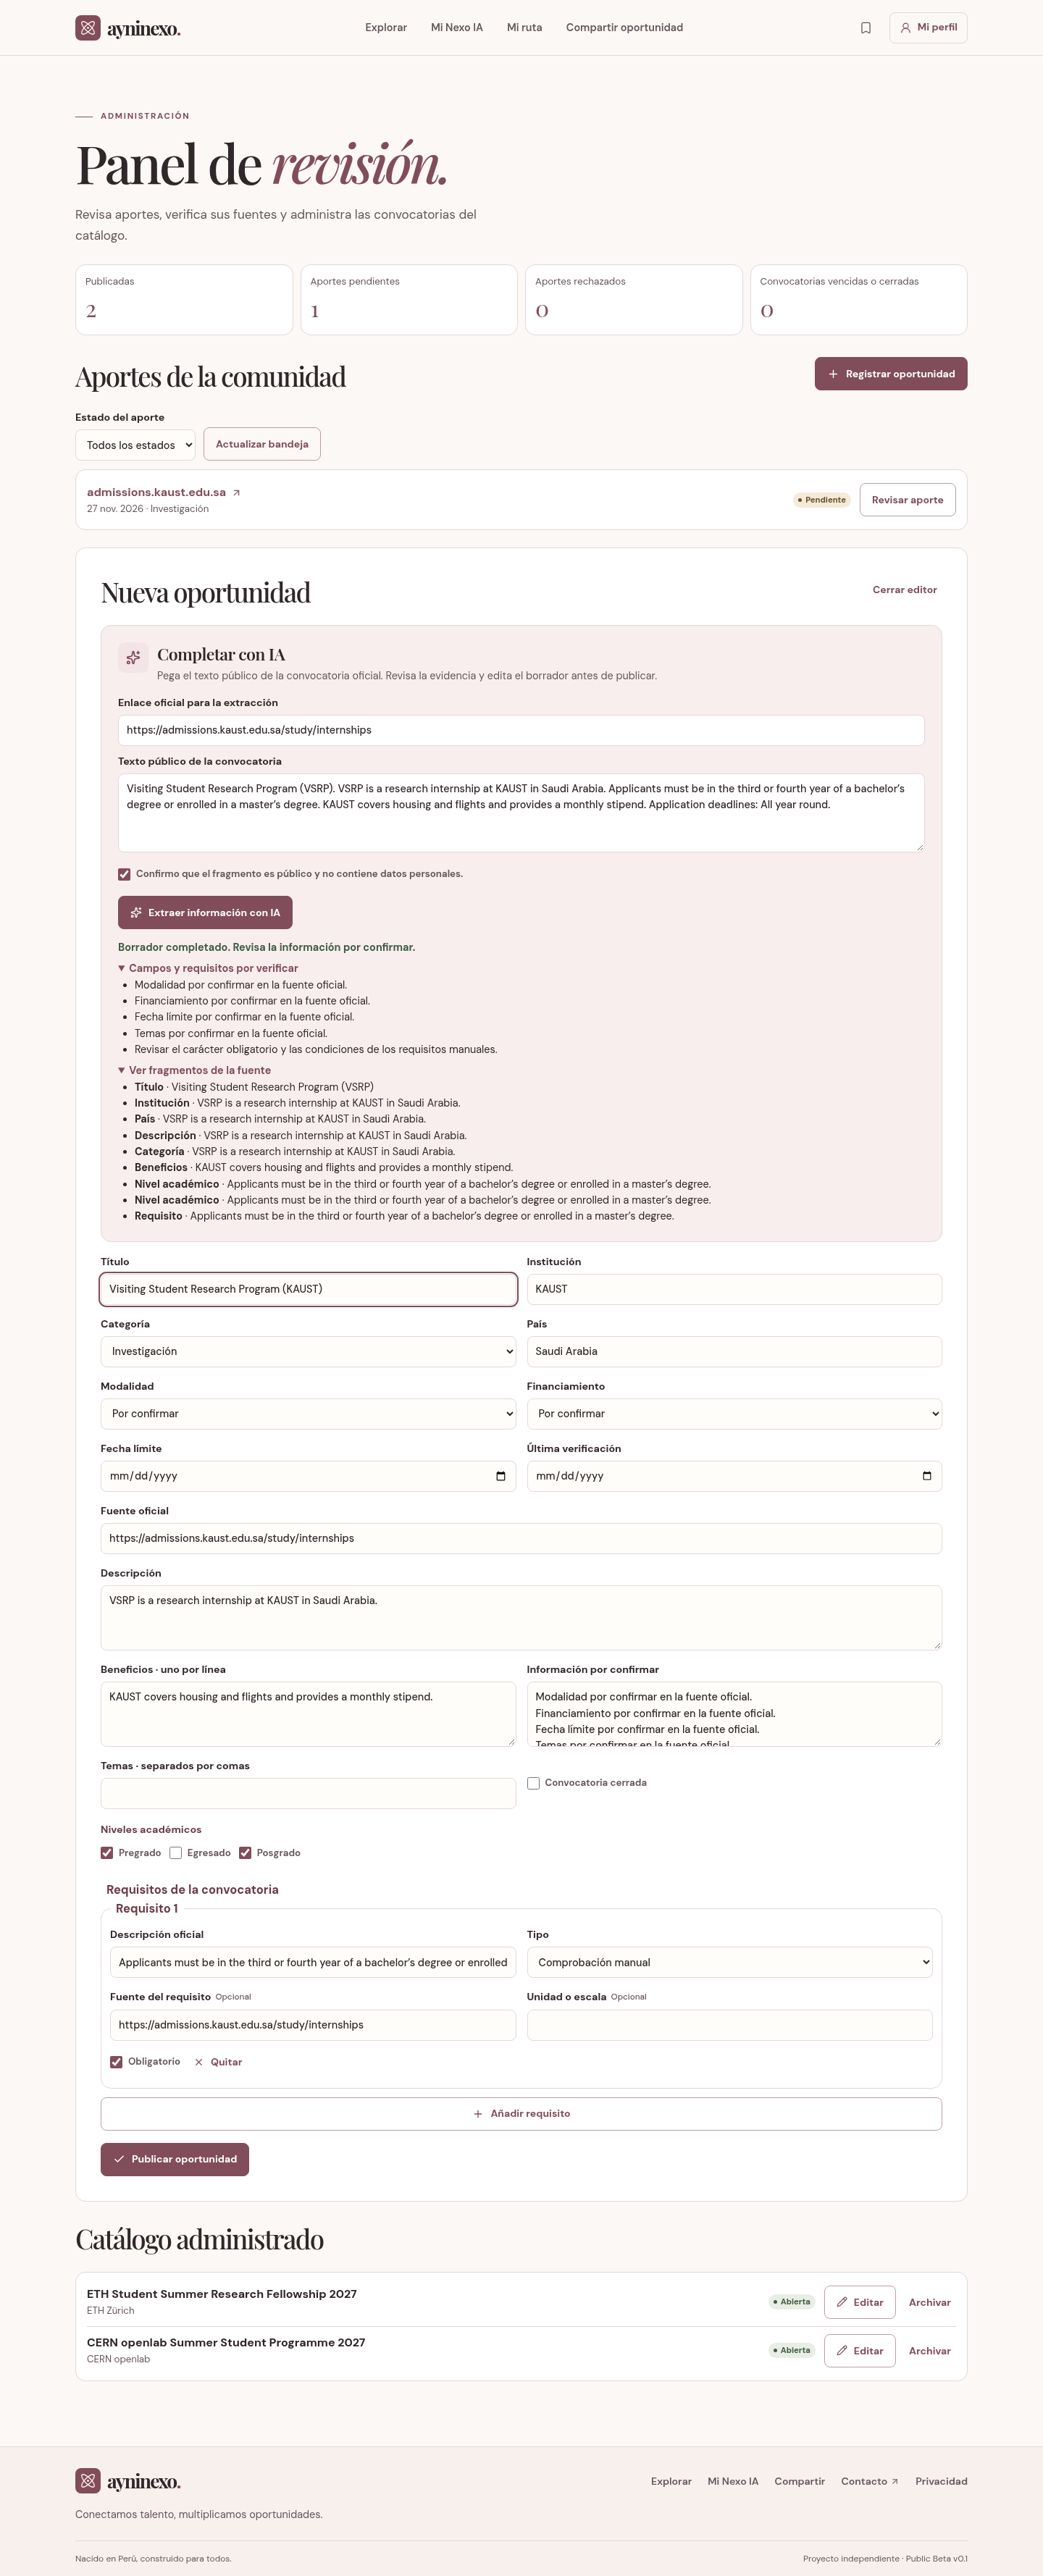 ayninexo.
Explorar
Mi Nexo IA
Mi ruta
Compartir oportunidad
Mi perfil
ADMINISTRACIÓN
Panel de revisión.
Revisa aportes, verifica sus fuentes y administra las convocatorias del
catálogo.
Publicadas
2
Aportes pendientes
1
Aportes rechazados
0
Convocatorias vencidas o cerradas
0
Aportes de la comunidad
Registrar oportunidad
Estado del aporte
Todos los estados
Actualizar bandeja
admissions.kaust.edu.sa
27 nov. 2026 · Investigación
Pendiente
Revisar aporte
Nueva oportunidad
Cerrar editor
Completar con IA
Pega el texto público de la convocatoria oficial. Revisa la evidencia y edita el borrador antes de publicar.
Enlace oficial para la extracción
https://admissions.kaust.edu.sa/study/internships
Texto público de la convocatoria
Visiting Student Research Program (VSRP). VSRP is a research internship at KAUST in Saudi Arabia. Applicants must be in the third or fourth year of a bachelor’s
degree or enrolled in a master’s degree. KAUST covers housing and flights and provides a monthly stipend. Application deadlines: All year round.
Confirmo que el fragmento es público y no contiene datos personales.
Extraer información con IA
Borrador completado. Revisa la información por confirmar.
▼ Campos y requisitos por verificar
• Modalidad por confirmar en la fuente oficial.
• Financiamiento por confirmar en la fuente oficial.
• Fecha límite por confirmar en la fuente oficial.
• Temas por confirmar en la fuente oficial.
• Revisar el carácter obligatorio y las condiciones de los requisitos manuales.
▼ Ver fragmentos de la fuente
• Título · Visiting Student Research Program (VSRP)
• Institución · VSRP is a research internship at KAUST in Saudi Arabia.
• País · VSRP is a research internship at KAUST in Saudi Arabia.
• Descripción · VSRP is a research internship at KAUST in Saudi Arabia.
• Categoría · VSRP is a research internship at KAUST in Saudi Arabia.
• Beneficios · KAUST covers housing and flights and provides a monthly stipend.
• Nivel académico · Applicants must be in the third or fourth year of a bachelor’s degree or enrolled in a master’s degree.
• Nivel académico · Applicants must be in the third or fourth year of a bachelor’s degree or enrolled in a master’s degree.
• Requisito · Applicants must be in the third or fourth year of a bachelor’s degree or enrolled in a master’s degree.
Título
Visiting Student Research Program (KAUST)
Institución
KAUST
Categoría
Investigación
País
Saudi Arabia
Modalidad
Por confirmar
Financiamiento
Por confirmar
Fecha límite
mm/dd/yyyy
Última verificación
mm/dd/yyyy
Fuente oficial
https://admissions.kaust.edu.sa/study/internships
Descripción
VSRP is a research internship at KAUST in Saudi Arabia.
Beneficios · uno por línea
KAUST covers housing and flights and provides a monthly stipend.
Información por confirmar
Modalidad por confirmar en la fuente oficial.
Financiamiento por confirmar en la fuente oficial.
Fecha límite por confirmar en la fuente oficial.
Temas por confirmar en la fuente oficial.
Temas · separados por comas
Convocatoria cerrada
Niveles académicos
Pregrado
Egresado
Posgrado
Requisitos de la convocatoria
Requisito 1
Descripción oficial
Applicants must be in the third or fourth year of a bachelor’s degree or enrolled
Tipo
Comprobación manual
Fuente del requisito Opcional
https://admissions.kaust.edu.sa/study/internships
Unidad o escala Opcional
Obligatorio
Quitar
Añadir requisito
Publicar oportunidad
Catálogo administrado
ETH Student Summer Research Fellowship 2027
ETH Zürich
Abierta
Editar
Archivar
CERN openlab Summer Student Programme 2027
CERN openlab
Abierta
Editar
Archivar
ayninexo.
Explorar
Mi Nexo IA
Compartir
Contacto
Privacidad
Conectamos talento, multiplicamos oportunidades.
Nacido en Perú, construido para todos.
Proyecto independiente · Public Beta v0.1